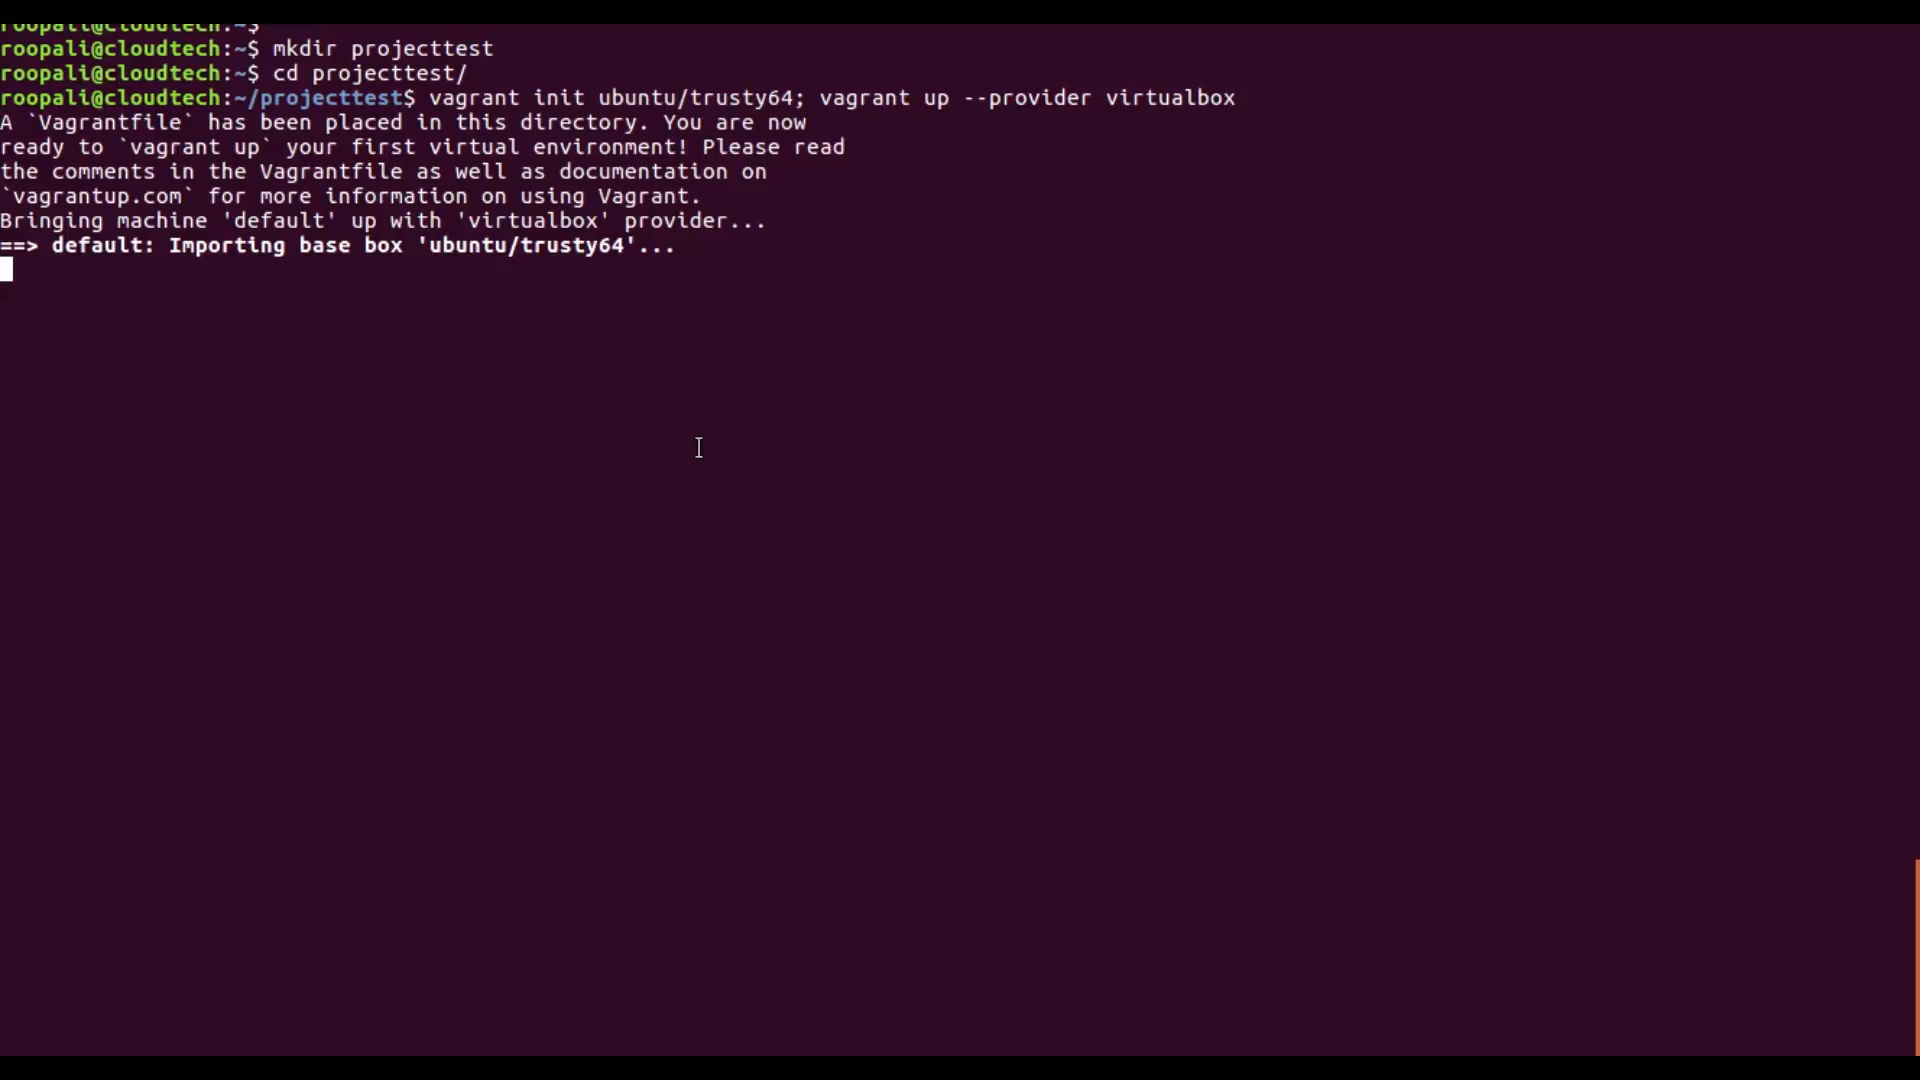 roopali@cloudtech:~$
roopali@cloudtech:~$ mkdir projecttest
roopali@cloudtech:~$ cd projecttest/
roopali@cloudtech:~/projecttest$ vagrant init ubuntu/trusty64; vagrant up --provider virtualbox
A `Vagrantfile` has been placed in this directory. You are now
ready to `vagrant up` your first virtual environment! Please read
the comments in the Vagrantfile as well as documentation on
`vagrantup.com` for more information on using Vagrant.
Bringing machine 'default' up with 'virtualbox' provider...
==> default: Importing base box 'ubuntu/trusty64'...